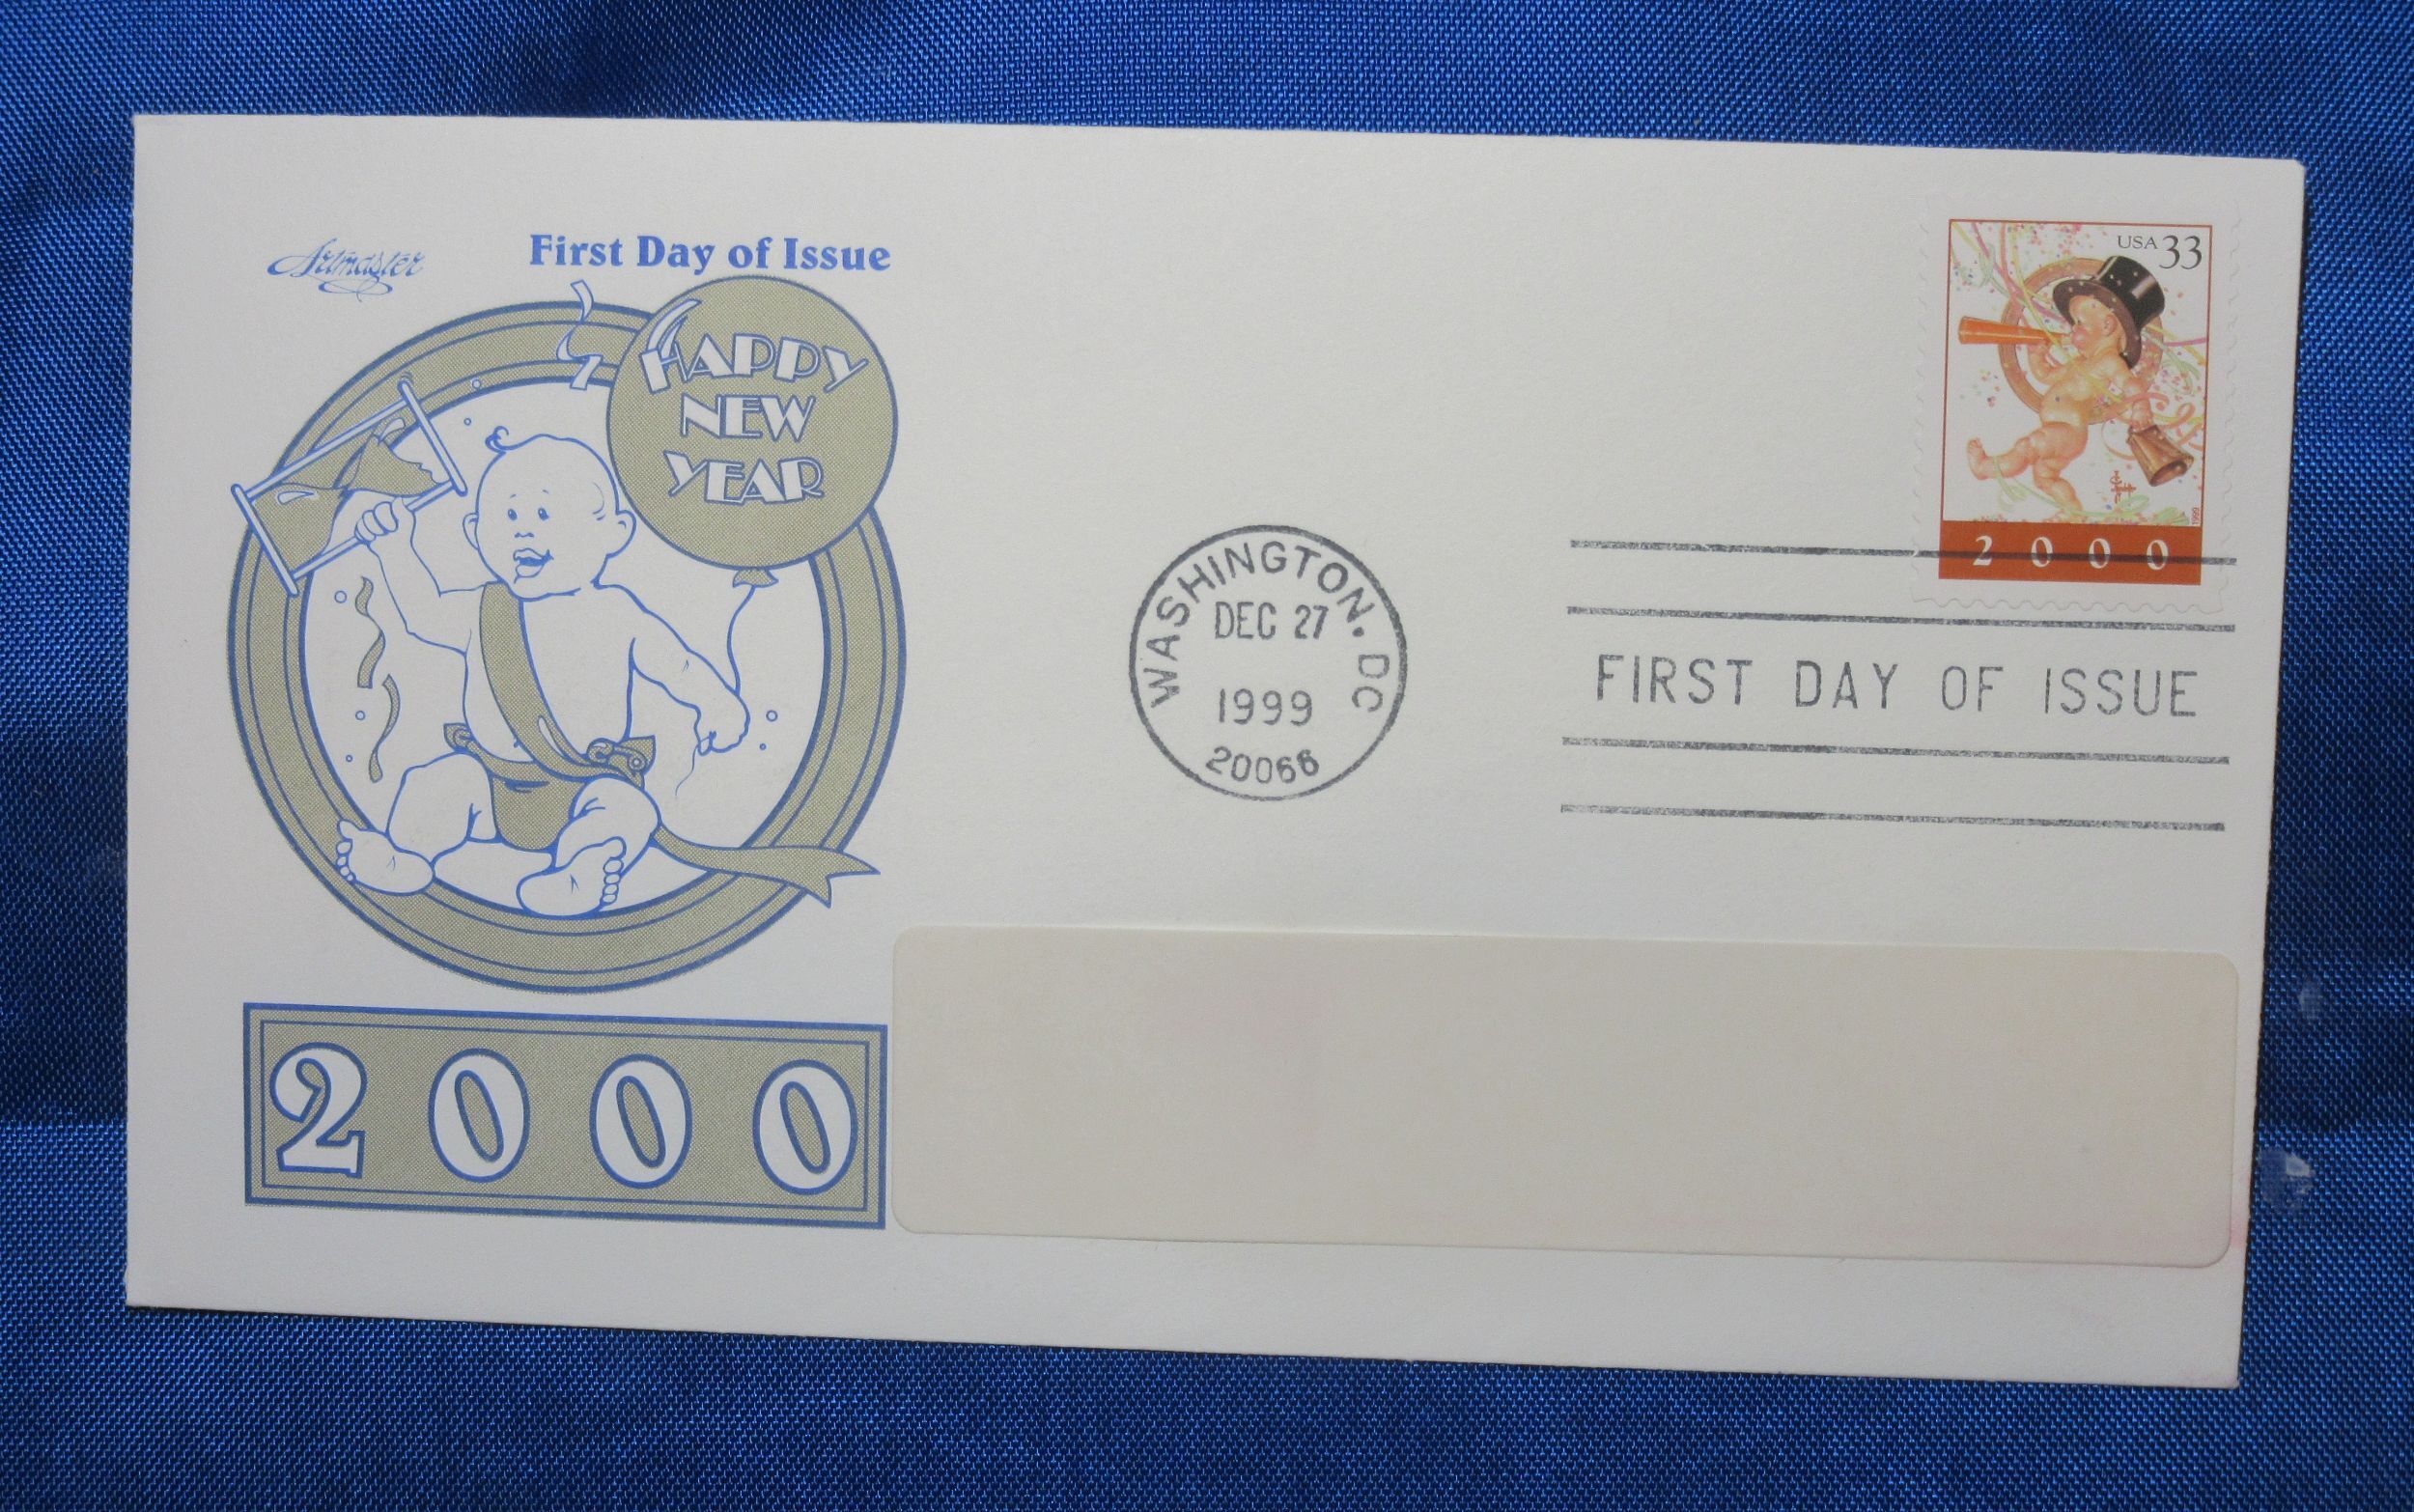 Artmaster
First Day of Issue
HAPPY
NEW
YEAR
2000
USA 33
1999
2000
WASHINGTON, DC
DEC 27
1999
20066
FIRST DAY OF ISSUE